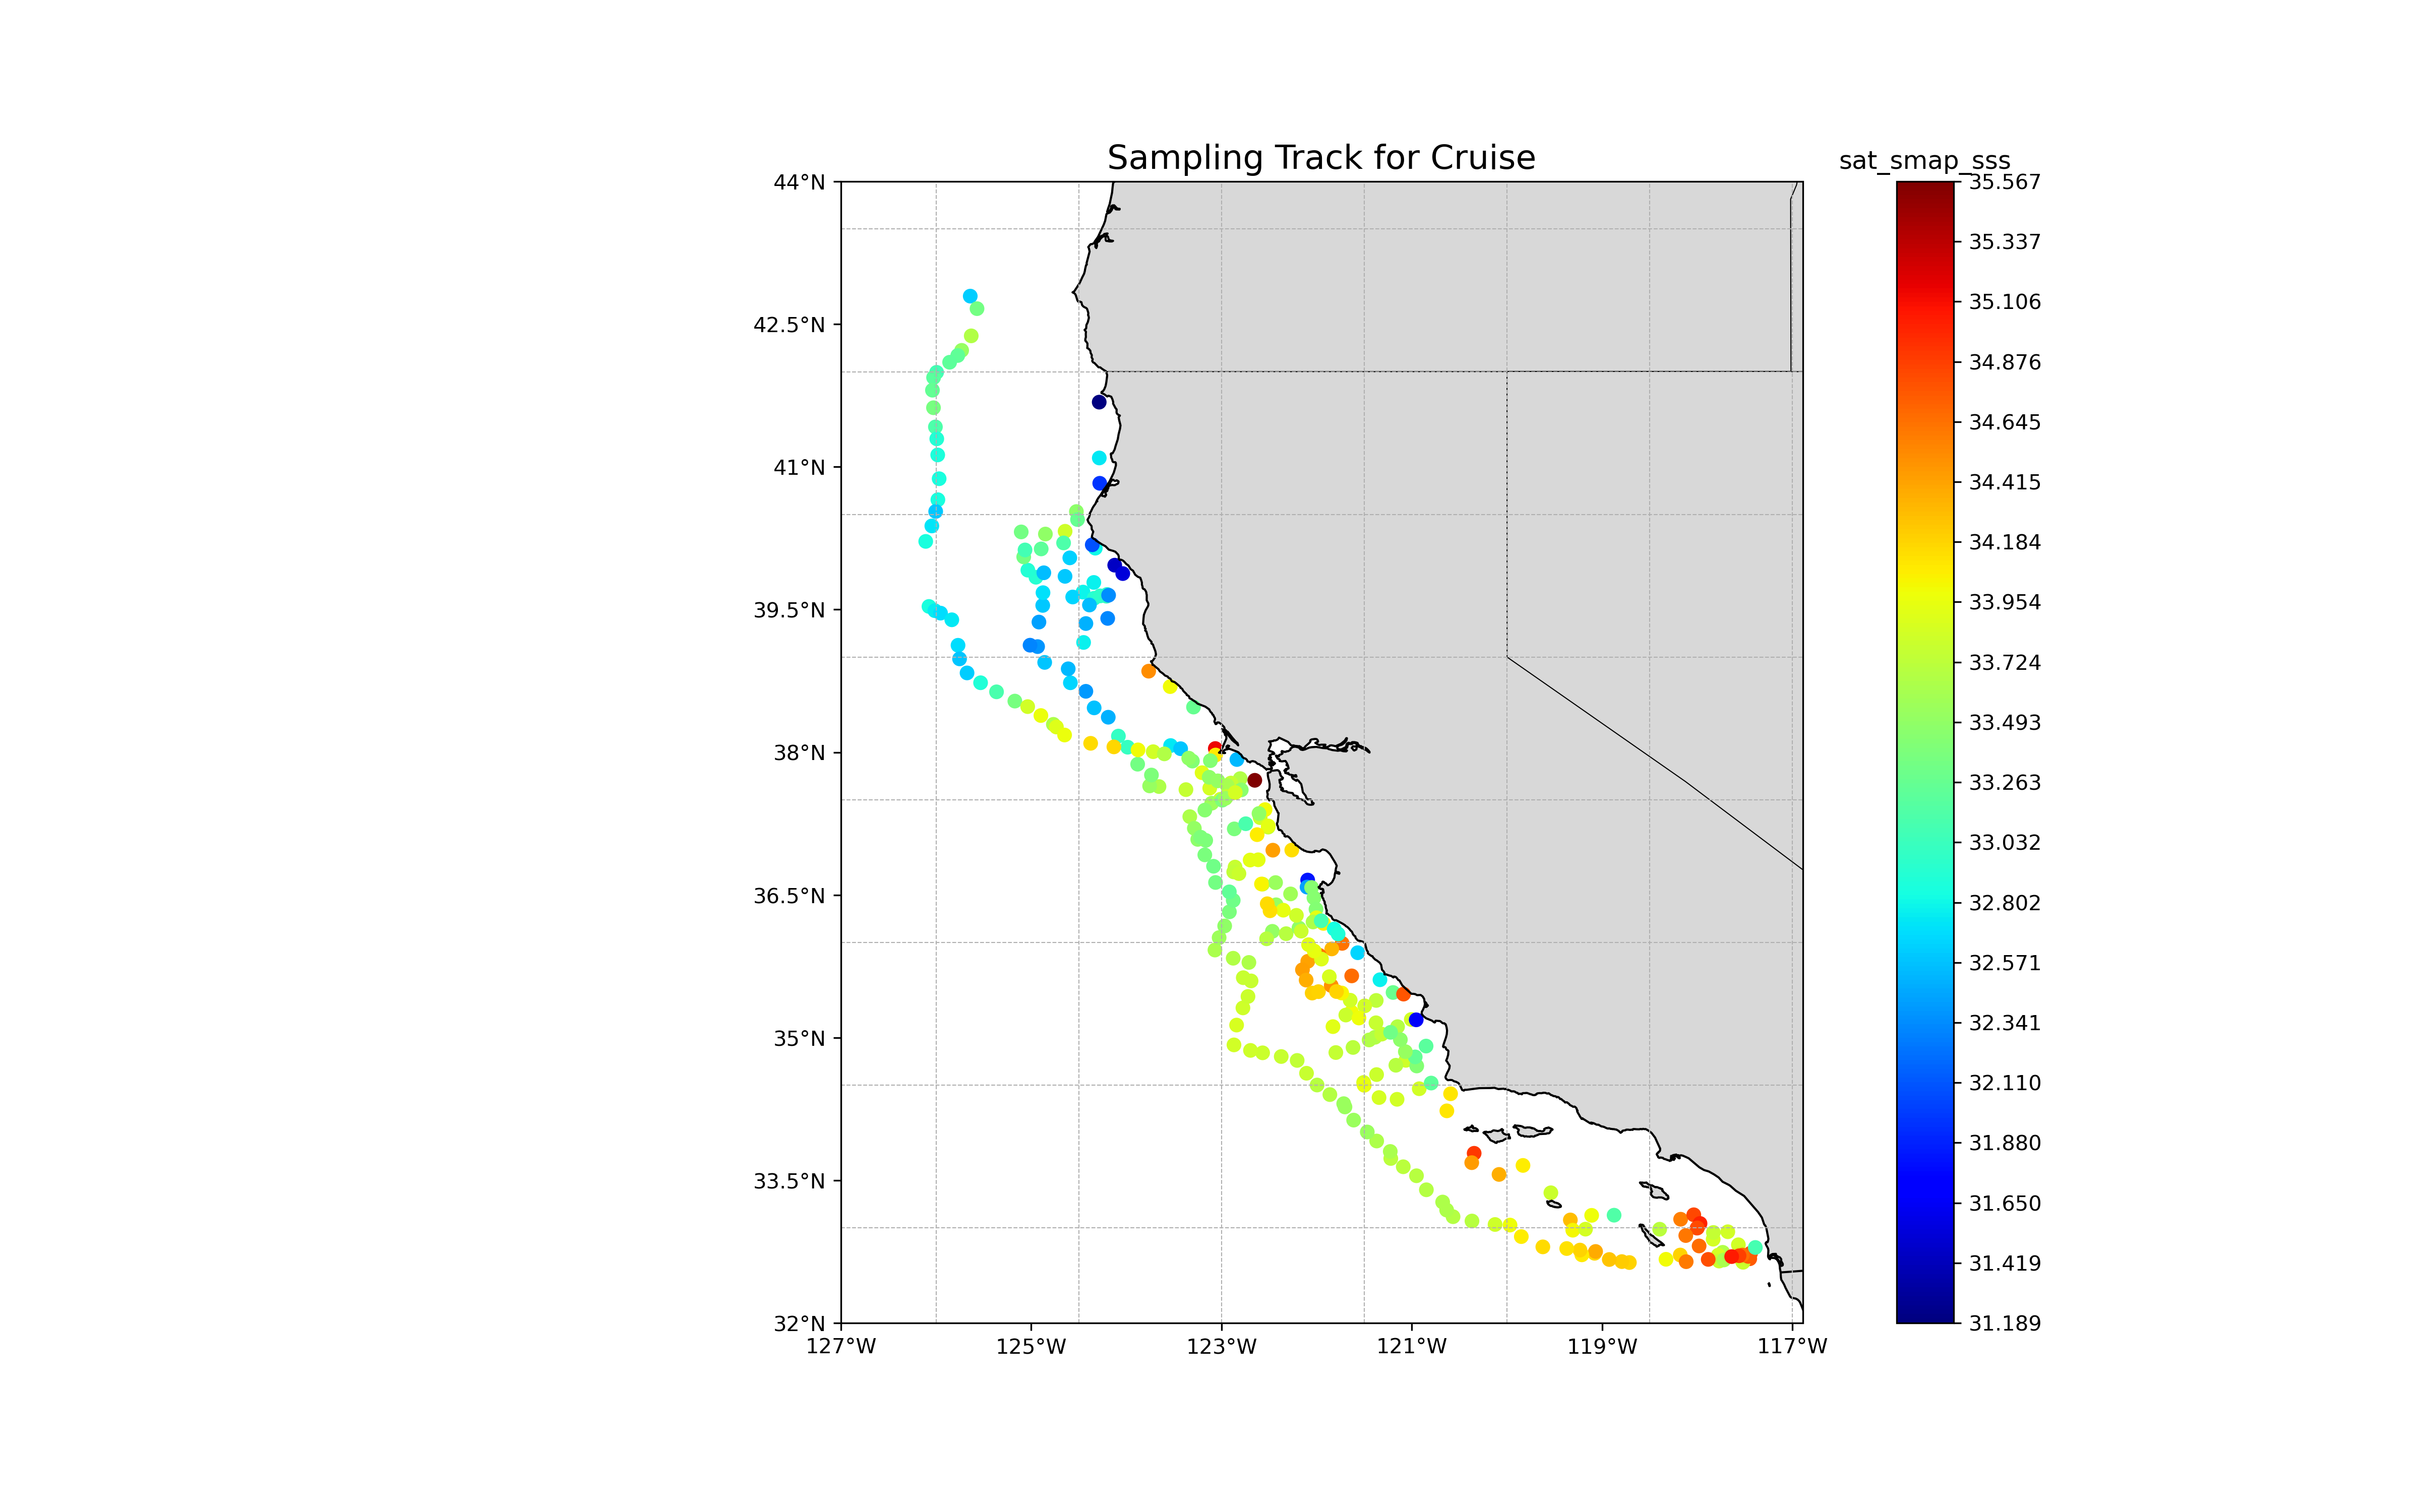 Sampling Track for Cruise
sat_smap_sss
44°N
42.5°N
41°N
39.5°N
38°N
36.5°N
35°N
33.5°N
32°N
127°W
125°W
123°W
121°W
119°W
117°W
35.567
35.337
35.106
34.876
34.645
34.415
34.184
33.954
33.724
33.493
33.263
33.032
32.802
32.571
32.341
32.110
31.880
31.650
31.419
31.189